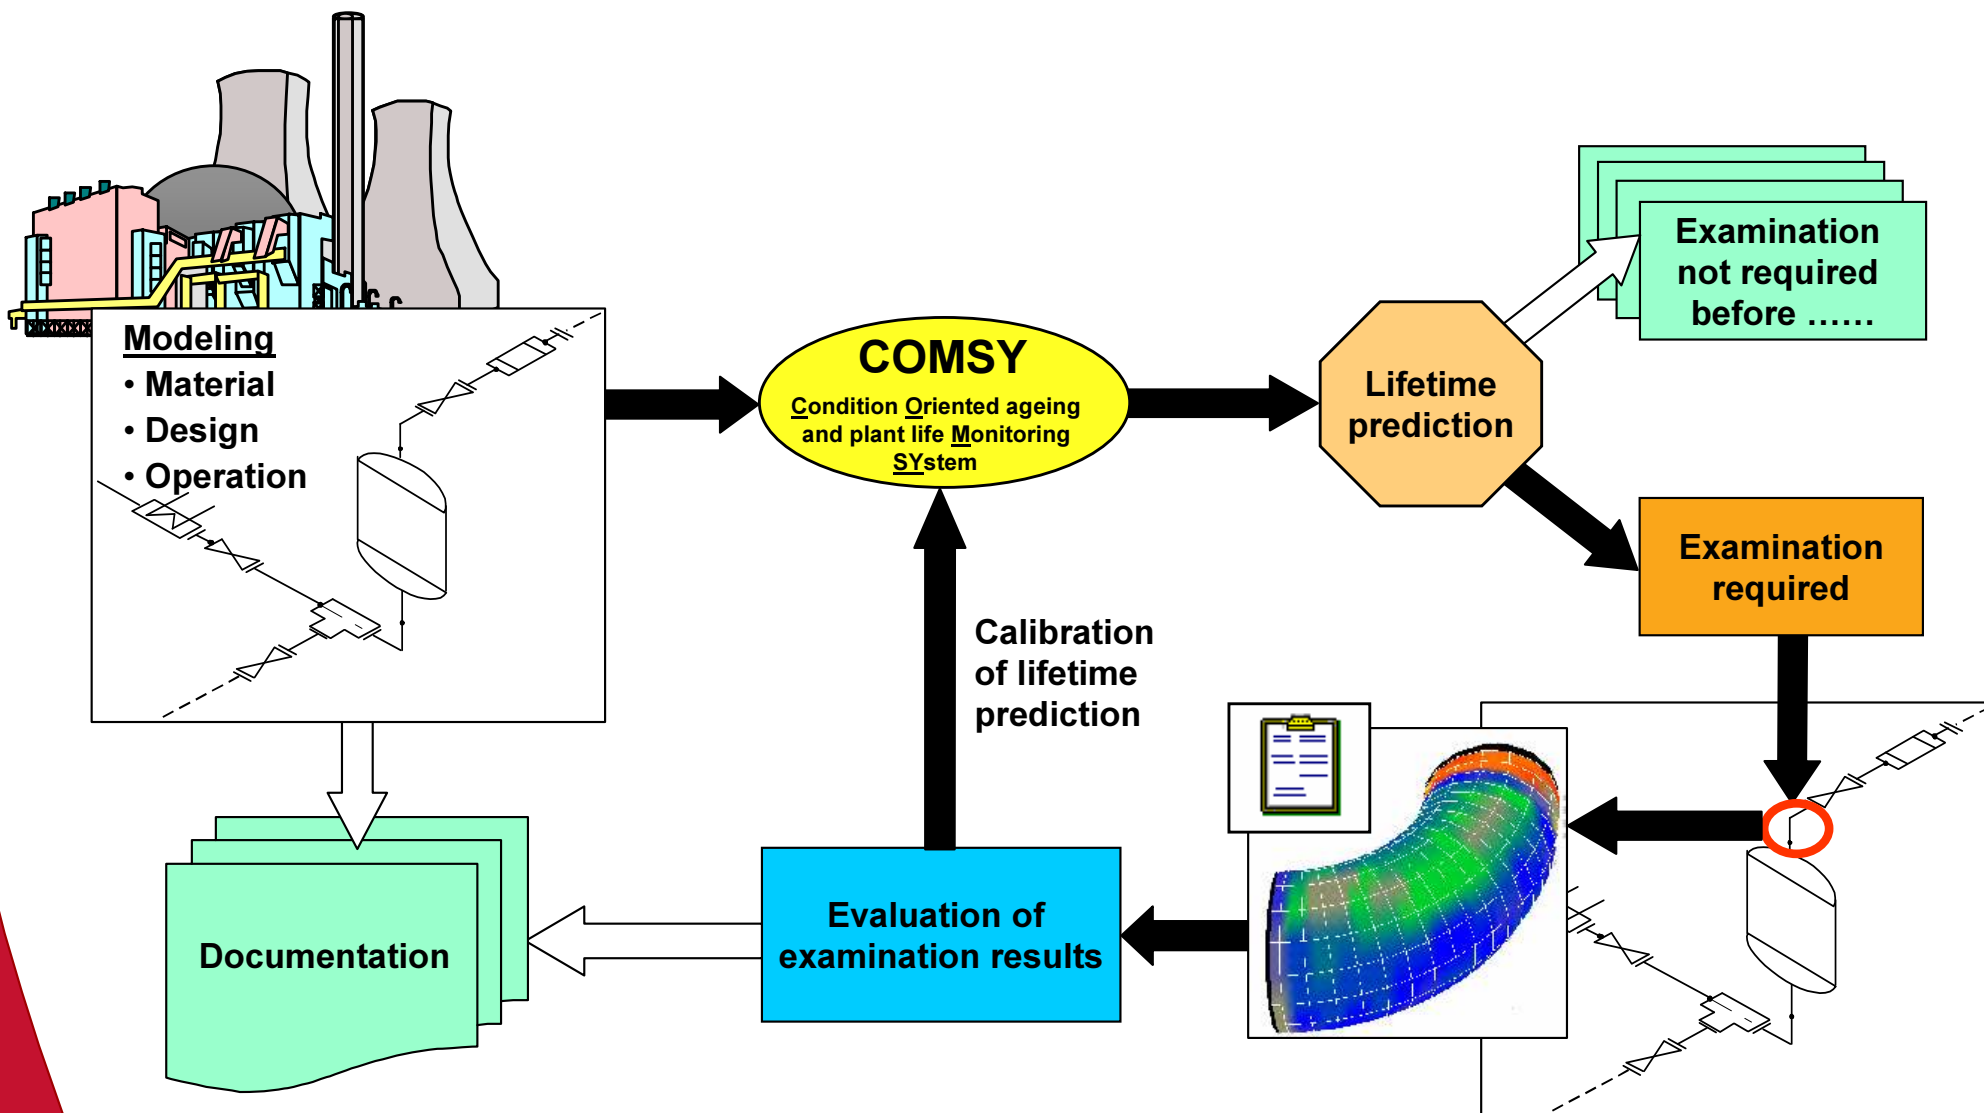 Modeling
• Material
• Design
• Operation
COMSY
Condition Oriented ageing
and plant life Monitoring
SYstem
Lifetime
prediction
Examination
not required
before ......
Examination
required
Calibration
of lifetime
prediction
Evaluation of
examination results
Documentation